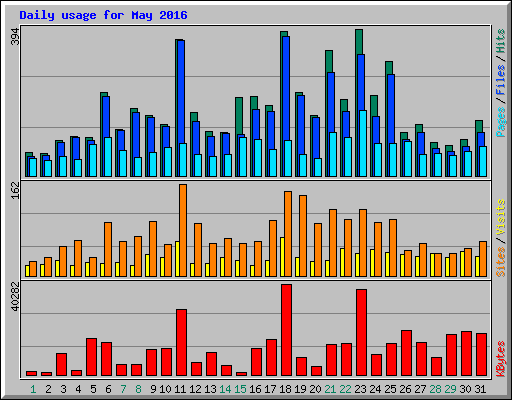 Daily usage for May 2016
394
Pages / Files / Hits
162
Sites / Visits
40282
KBytes
1 2 3 4 5 6 7 8 9 10 11 12 13 14 15 16 17 18 19 20 21 22 23 24 25 26 27 28 29 30 31